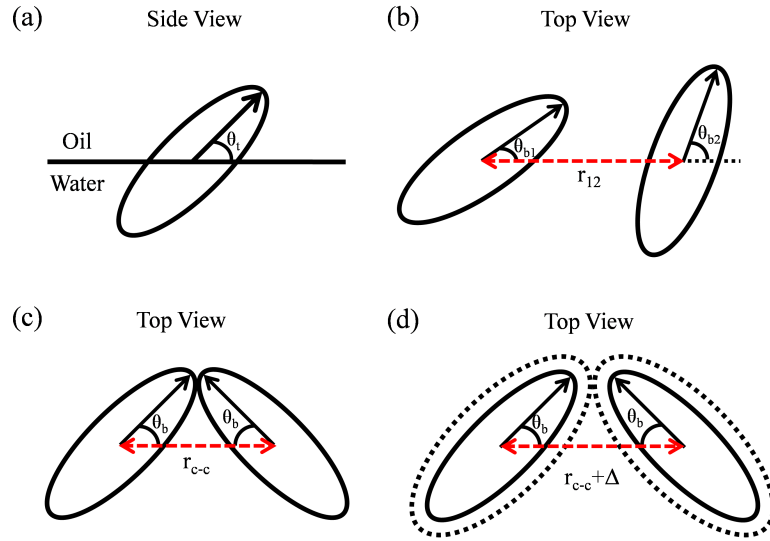 (a)
Side View
Oil
Water
θt
(b)
Top View
θb1
θb2
r12
(c)
Top View
θb
θb
rc-c
(d)
Top View
θb
θb
rc-c+Δ